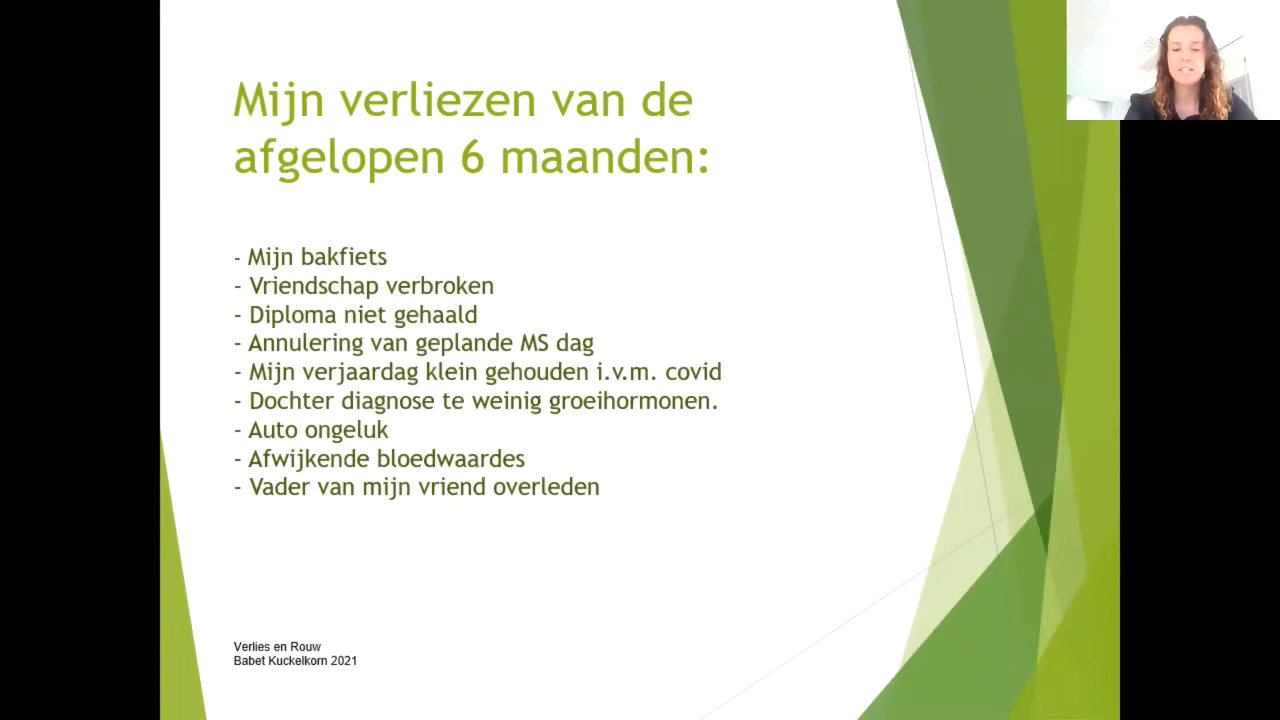 Mijn verliezen van de
afgelopen 6 maanden:
- Mijn bakfiets
- Vriendschap verbroken
- Diploma niet gehaald
- Annulering van geplande MS dag
- Mijn verjaardag klein gehouden i.v.m. covid
- Dochter diagnose te weinig groeihormonen.
- Auto ongeluk
- Afwijkende bloedwaardes
- Vader van mijn vriend overleden
Verlies en Rouw
Babet Kuckelkorn 2021